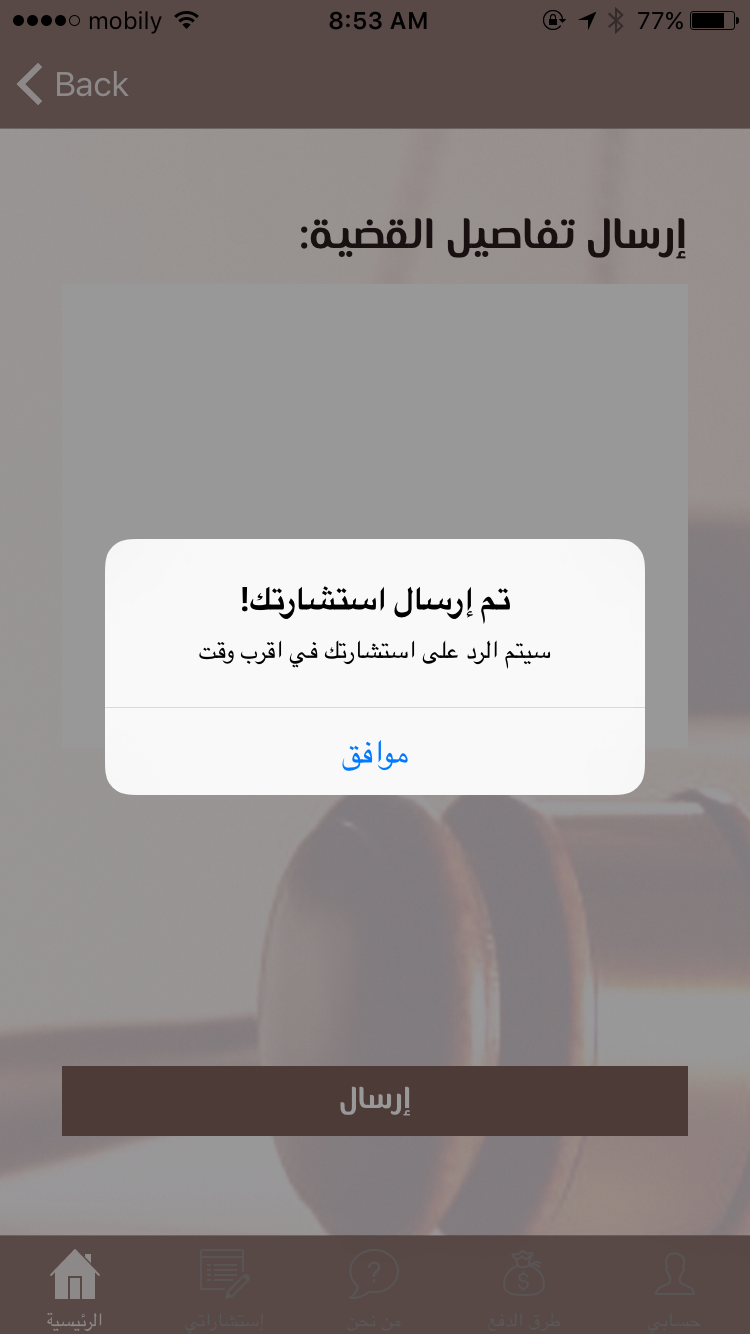 mobily 8:53 AM 77%
Back
إرسال تفاصيل القضية:
تم إرسال استشارتك!
سيتم الرد على استشارتك في اقرب وقت
موافق
إرسال
حسابي طرق الدفع من نحن إستشاراتي الرئيسية